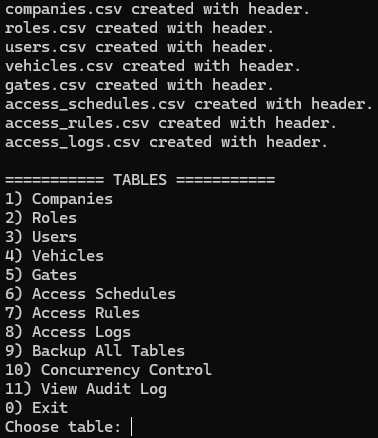 companies.csv created with header.
roles.csv created with header.
users.csv created with header.
vehicles.csv created with header.
gates.csv created with header.
access_schedules.csv created with header.
access_rules.csv created with header.
access_logs.csv created with header.

=========== TABLES ===========
1) Companies
2) Roles
3) Users
4) Vehicles
5) Gates
6) Access Schedules
7) Access Rules
8) Access Logs
9) Backup All Tables
10) Concurrency Control
11) View Audit Log
0) Exit
Choose table: